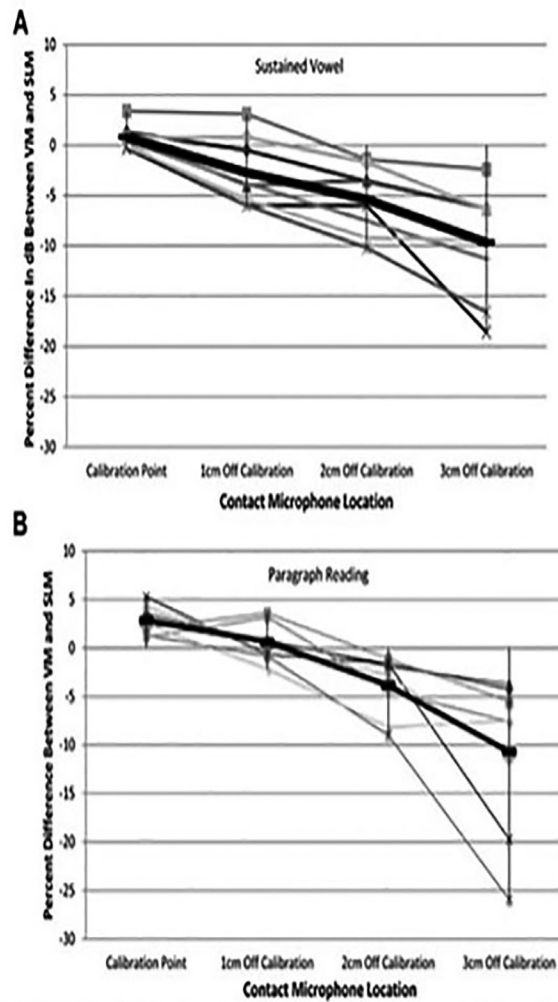 A
Sustained Vowel
Percent Difference in dB Between VM and SLM
10
5
0
-5
-10
-15
-20
-25
-30
Calibration Point 1cm Off Calibration 2cm Off Calibration 3cm Off Calibration
Contact Microphone Location
B
Paragraph Reading
Percent Difference Between VM and SLM
10
5
0
-5
-10
-15
-20
-25
-30
Calibration Point 1cm Off Calibration 2cm Off Calibration 3cm Off Calibration
Contact Microphone Location